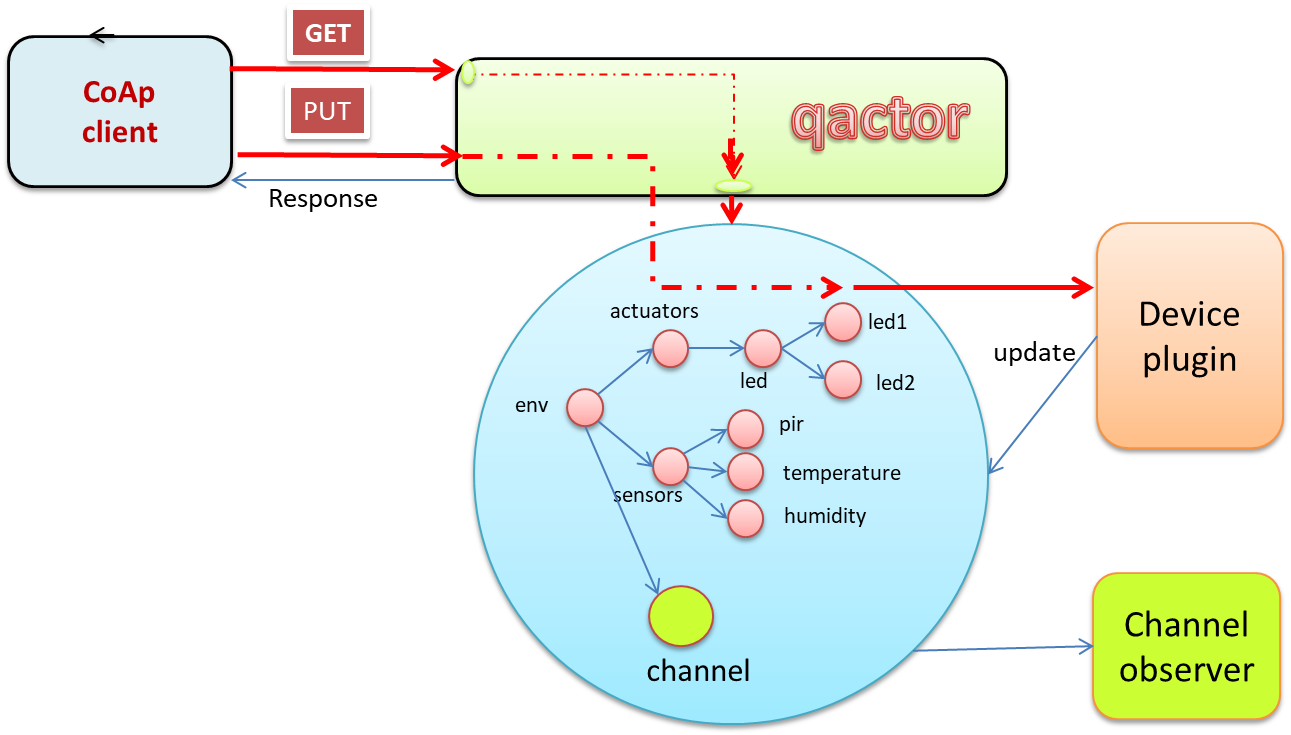 GET
CoAp
client
PUT
qactor
Response
actuators
led1
Device
plugin
update
led
led2
env
pir
temperature
sensors
humidity
Channel
observer
channel